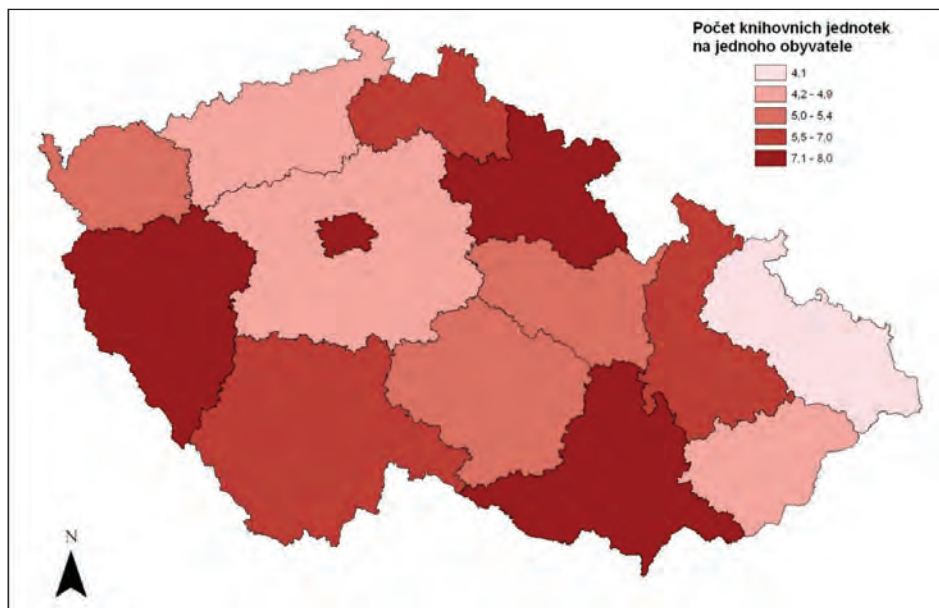 Počet knihovních jednotek
na jednoho obyvatele
4,1
4,2 - 4,9
5,0 - 5,4
5,5 - 7,0
7,1 - 8,0
N